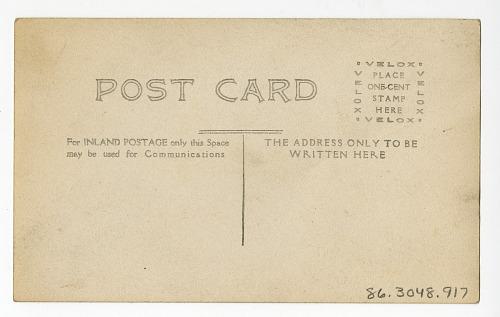 POST CARD
VELOX
VELOX
PLACE
ONE-CENT
STAMP
HERE
VELOX
VELOX
For INLAND POSTAGE only this Space
may be used for Communications
THE ADDRESS ONLY TO BE
WRITTEN HERE
86.3048.917